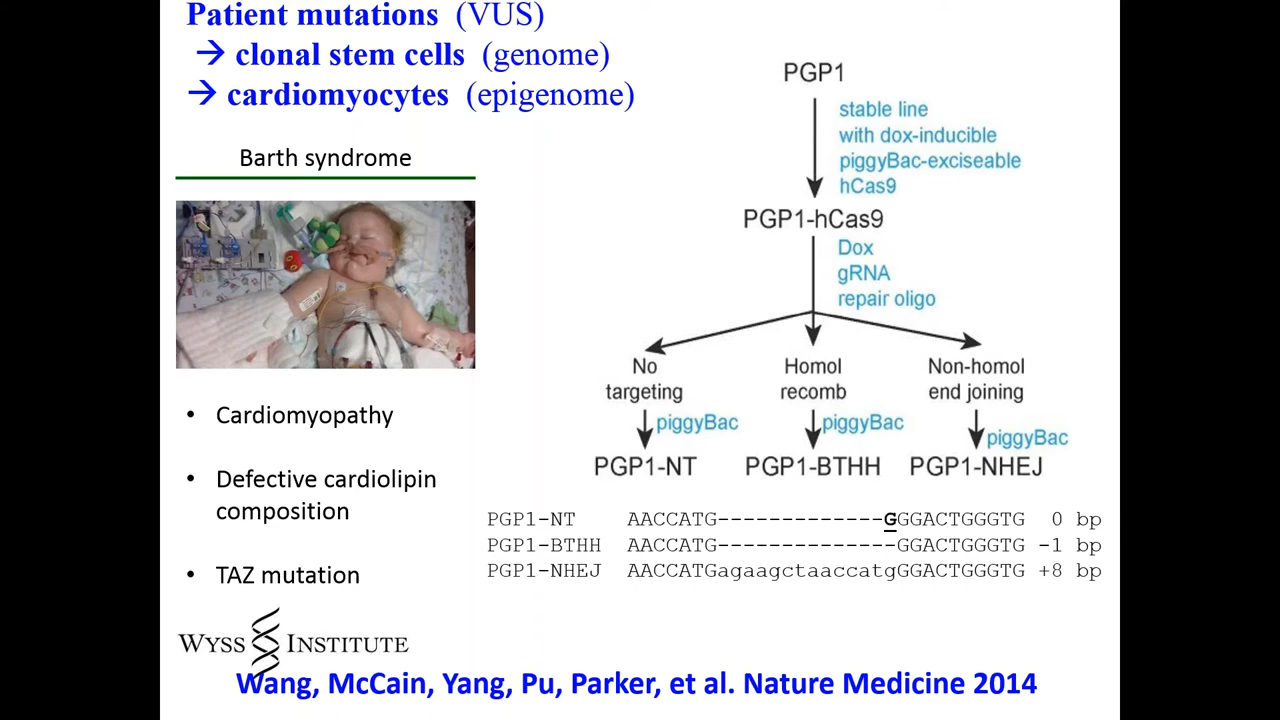 Patient mutations (VUS)
→ clonal stem cells (genome)
→ cardiomyocytes (epigenome)
Barth syndrome
• Cardiomyopathy
• Defective cardiolipin
composition
• TAZ mutation
PGP1
stable line
with dox-inducible
piggyBac-exciseable
hCas9
PGP1-hCas9
Dox
gRNA
repair oligo
No
targeting
Homol
recomb
Non-homol
end joining
piggyBac
piggyBac
piggyBac
PGP1-NT
PGP1-BTHH
PGP1-NHEJ
PGP1-NT AACCATG-------------GGGACTGGGTG 0 bp
PGP1-BTHH AACCATG--------------GGACTGGGTG -1 bp
PGP1-NHEJ AACCATGagaagctaaccatgGGACTGGGTG +8 bp
WYSS INSTITUTE
Wang, McCain, Yang, Pu, Parker, et al. Nature Medicine 2014